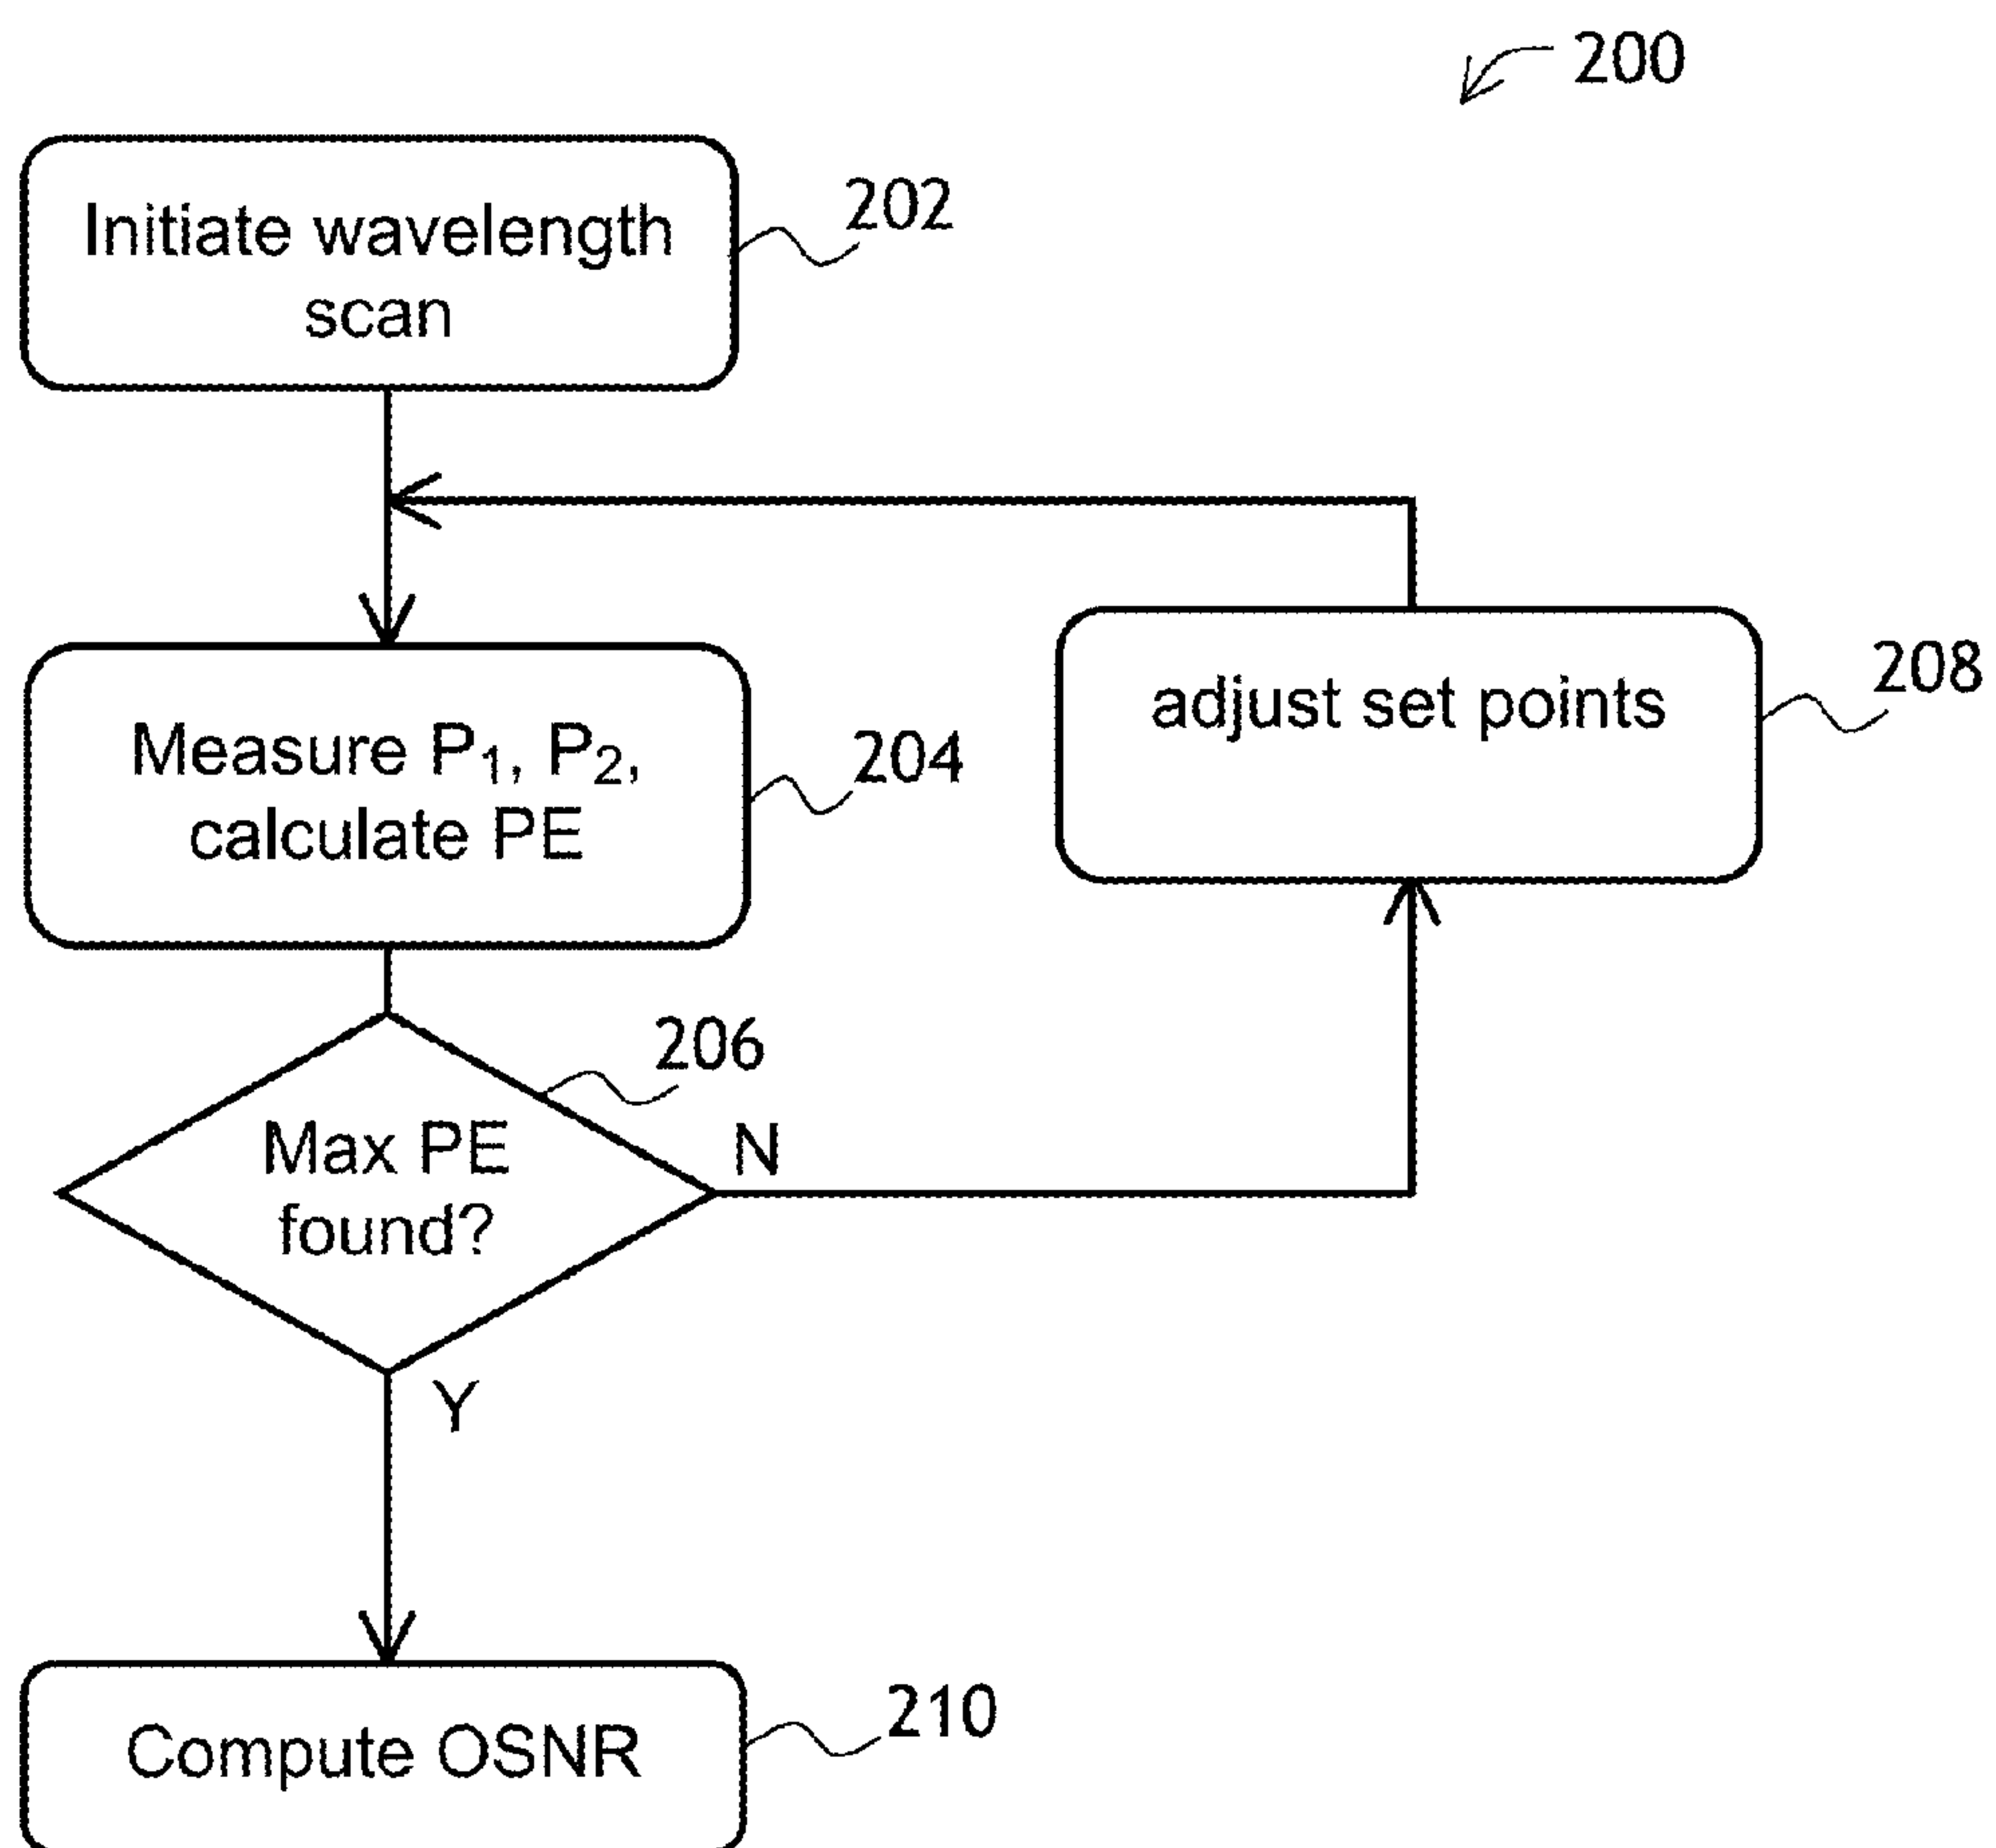 200
Initiate wavelength
scan
202
Measure P₁, P₂,
calculate PE
204
adjust set points
208
Max PE
found?
206
N
Y
Compute OSNR
210